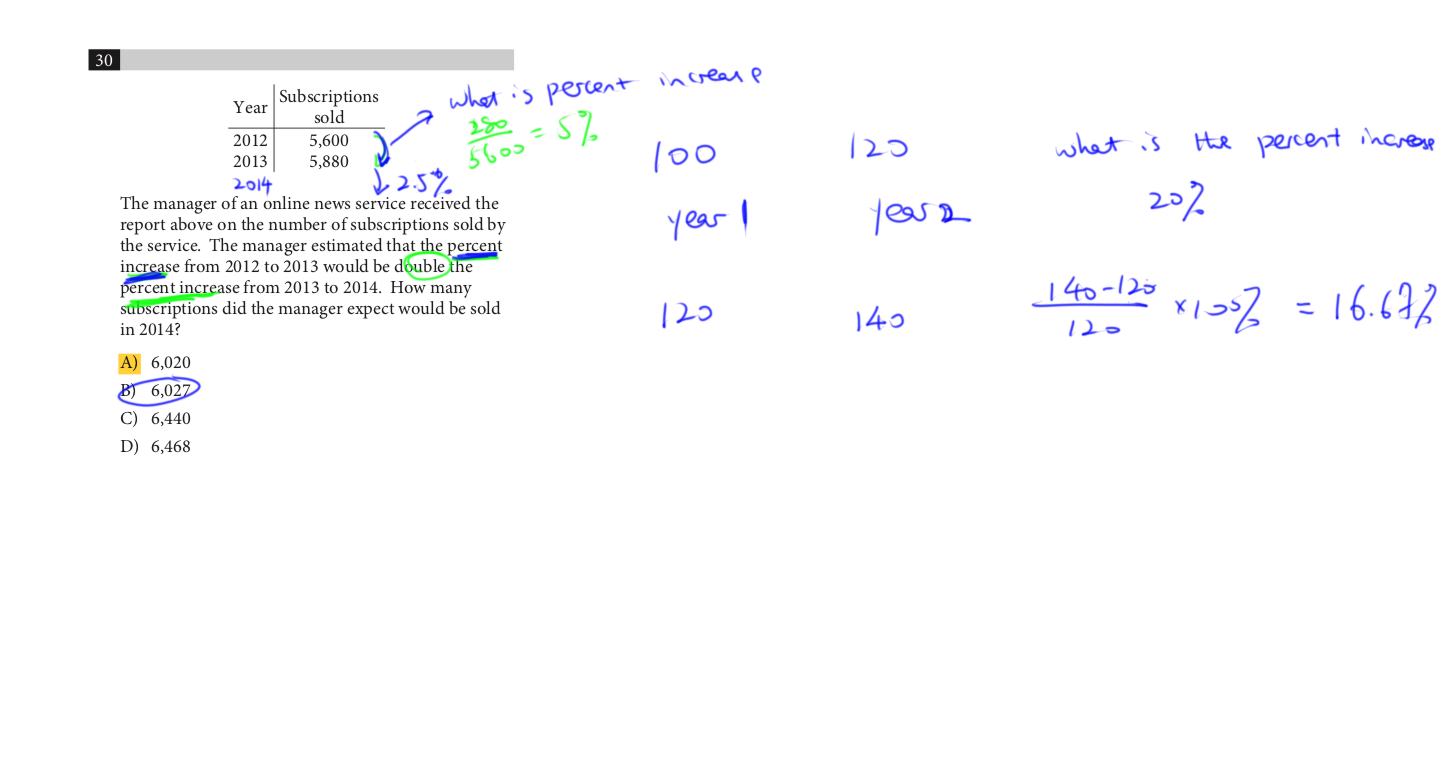 30
Year Subscriptions sold
2012 5,600
2013 5,880
2014
2.5%
what is percent increase
280/5600 = 5%
The manager of an online news service received the
report above on the number of subscriptions sold by
the service. The manager estimated that the percent
increase from 2012 to 2013 would be double the
percent increase from 2013 to 2014. How many
subscriptions did the manager expect would be sold
in 2014?
A) 6,020
B) 6,027
C) 6,440
D) 6,468
100 120 what is the percent increase
year 1 year 2 20%
120 140 140-120/120 ×100% = 16.67%